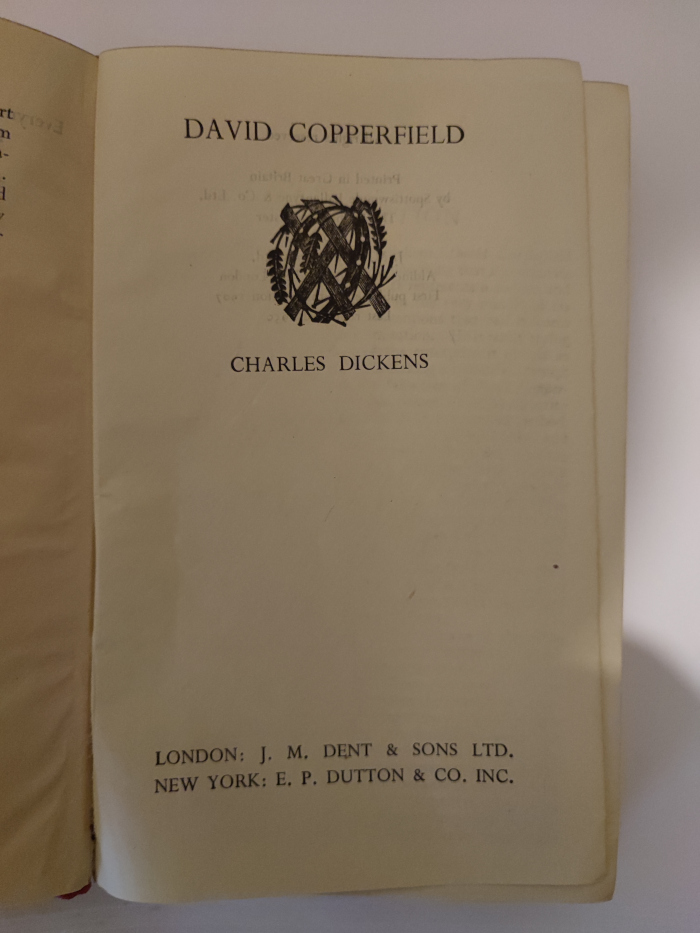 DAVID COPPERFIELD
CHARLES DICKENS
LONDON: J. M. DENT & SONS LTD.
NEW YORK: E. P. DUTTON & CO. INC.